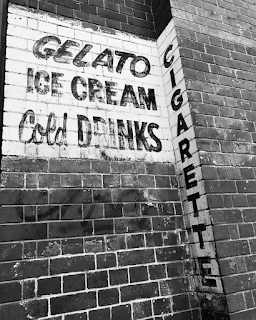 GELATO
ICE CREAM
Cold DRINKS
CIGARETTE